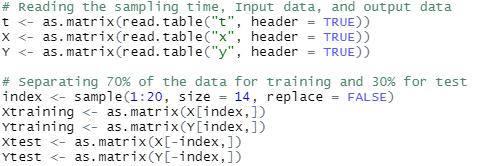 # Reading the sampling time, Input data, and output data
t <- as.matrix(read.table("t", header = TRUE))
X <- as.matrix(read.table("x", header = TRUE))
Y <- as.matrix(read.table("y", header = TRUE))
# Separating 70% of the data for training and 30% for test
index <- sample(1:20, size = 14, replace = FALSE)
Xtraining <- as.matrix(X[index,])
Ytraining <- as.matrix(Y[index,])
Xtest <- as.matrix(X[-index,])
Ytest <- as.matrix(Y[-index,])